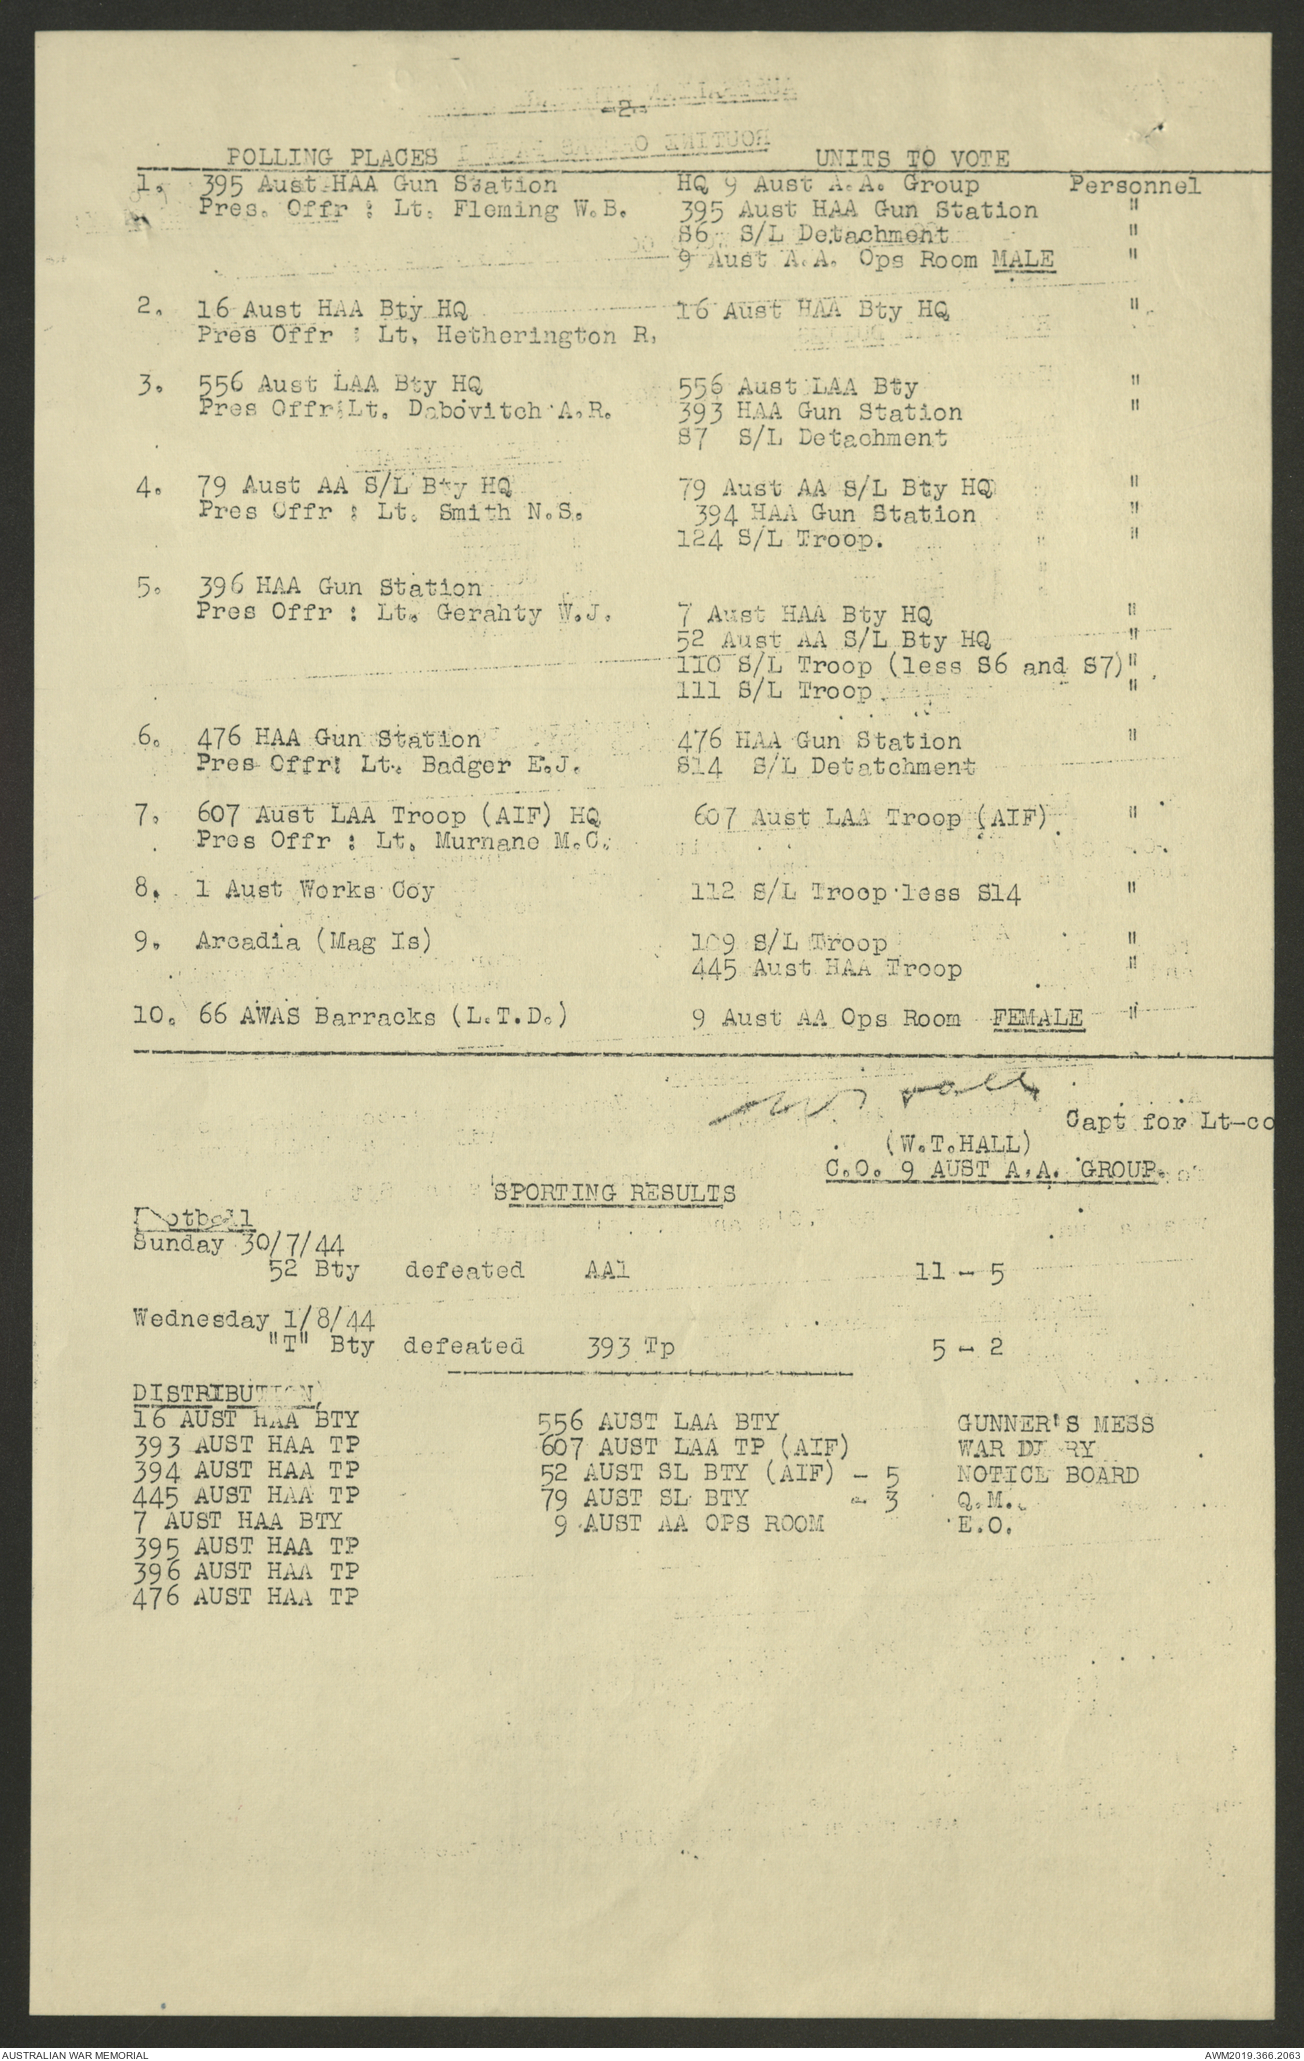 -2-
POLLING PLACES UNITS TO VOTE
1. 395 Aust HAA Gun Station HQ 9 Aust A.A. Group Personnel
Pres. Offr : Lt. Fleming W.B. 395 Aust HAA Gun Station "
S6 S/L Detachment "
9 Aust A.A. Ops Room MALE "
2. 16 Aust HAA Bty HQ 16 Aust HAA Bty HQ "
Pres Offr : Lt. Hetherington R.
3. 556 Aust LAA Bty HQ 556 Aust LAA Bty "
Pres Offr:Lt. Dabovitch A.R. 393 HAA Gun Station "
S7 S/L Detachment
4. 79 Aust AA S/L Bty HQ 79 Aust AA S/L Bty HQ "
Pres Offr : Lt. Smith N.S. 394 HAA Gun Station "
124 S/L Troop. "
5. 396 HAA Gun Station
Pres Offr : Lt. Gerahty W.J. 7 Aust HAA Bty HQ "
52 Aust AA S/L Bty HQ "
110 S/L Troop (less S6 and S7)"
111 S/L Troop "
6. 476 HAA Gun Station 476 HAA Gun Station "
Pres Offr: Lt. Badger E.J. S14 S/L Detatchment
7. 607 Aust LAA Troop (AIF) HQ 607 Aust LAA Troop (AIF) "
Pres Offr : Lt. Murnane M.C.
8. 1 Aust Works Coy 112 S/L Troop less S14 "
9. Arcadia (Mag Is) 109 S/L Troop "
445 Aust HAA Troop "
10. 66 AWAS Barracks (L.T.D.) 9 Aust AA Ops Room FEMALE "
Capt for Lt-co
(W.T.HALL)
C.O. 9 AUST A.A. GROUP.
SPORTING RESULTS
Football
Sunday 30/7/44
52 Bty defeated AA1 11 - 5
Wednesday 1/8/44
"T" Bty defeated 393 Tp 5 - 2
DISTRIBUTION
16 AUST HAA BTY 556 AUST LAA BTY GUNNER'S MESS
393 AUST HAA TP 607 AUST LAA TP (AIF) WAR DIARY
394 AUST HAA TP 52 AUST SL BTY (AIF) - 5 NOTICE BOARD
445 AUST HAA TP 79 AUST SL BTY - 3 Q.M.
7 AUST HAA BTY 9 AUST AA OPS ROOM E.O.
395 AUST HAA TP
396 AUST HAA TP
476 AUST HAA TP
AUSTRALIAN WAR MEMORIAL AWM2019.366.2063